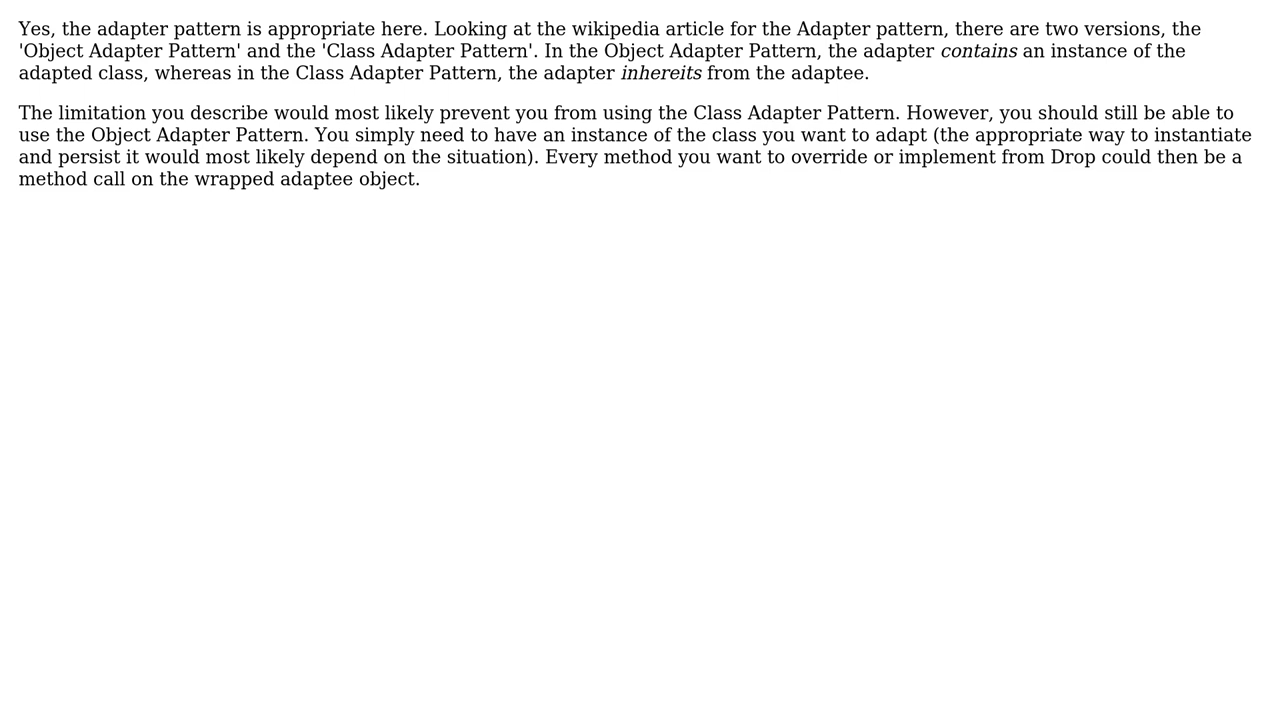 Yes, the adapter pattern is appropriate here. Looking at the wikipedia article for the Adapter pattern, there are two versions, the
'Object Adapter Pattern' and the 'Class Adapter Pattern'. In the Object Adapter Pattern, the adapter contains an instance of the
adapted class, whereas in the Class Adapter Pattern, the adapter inhereits from the adaptee.
The limitation you describe would most likely prevent you from using the Class Adapter Pattern. However, you should still be able to
use the Object Adapter Pattern. You simply need to have an instance of the class you want to adapt (the appropriate way to instantiate
and persist it would most likely depend on the situation). Every method you want to override or implement from Drop could then be a
method call on the wrapped adaptee object.